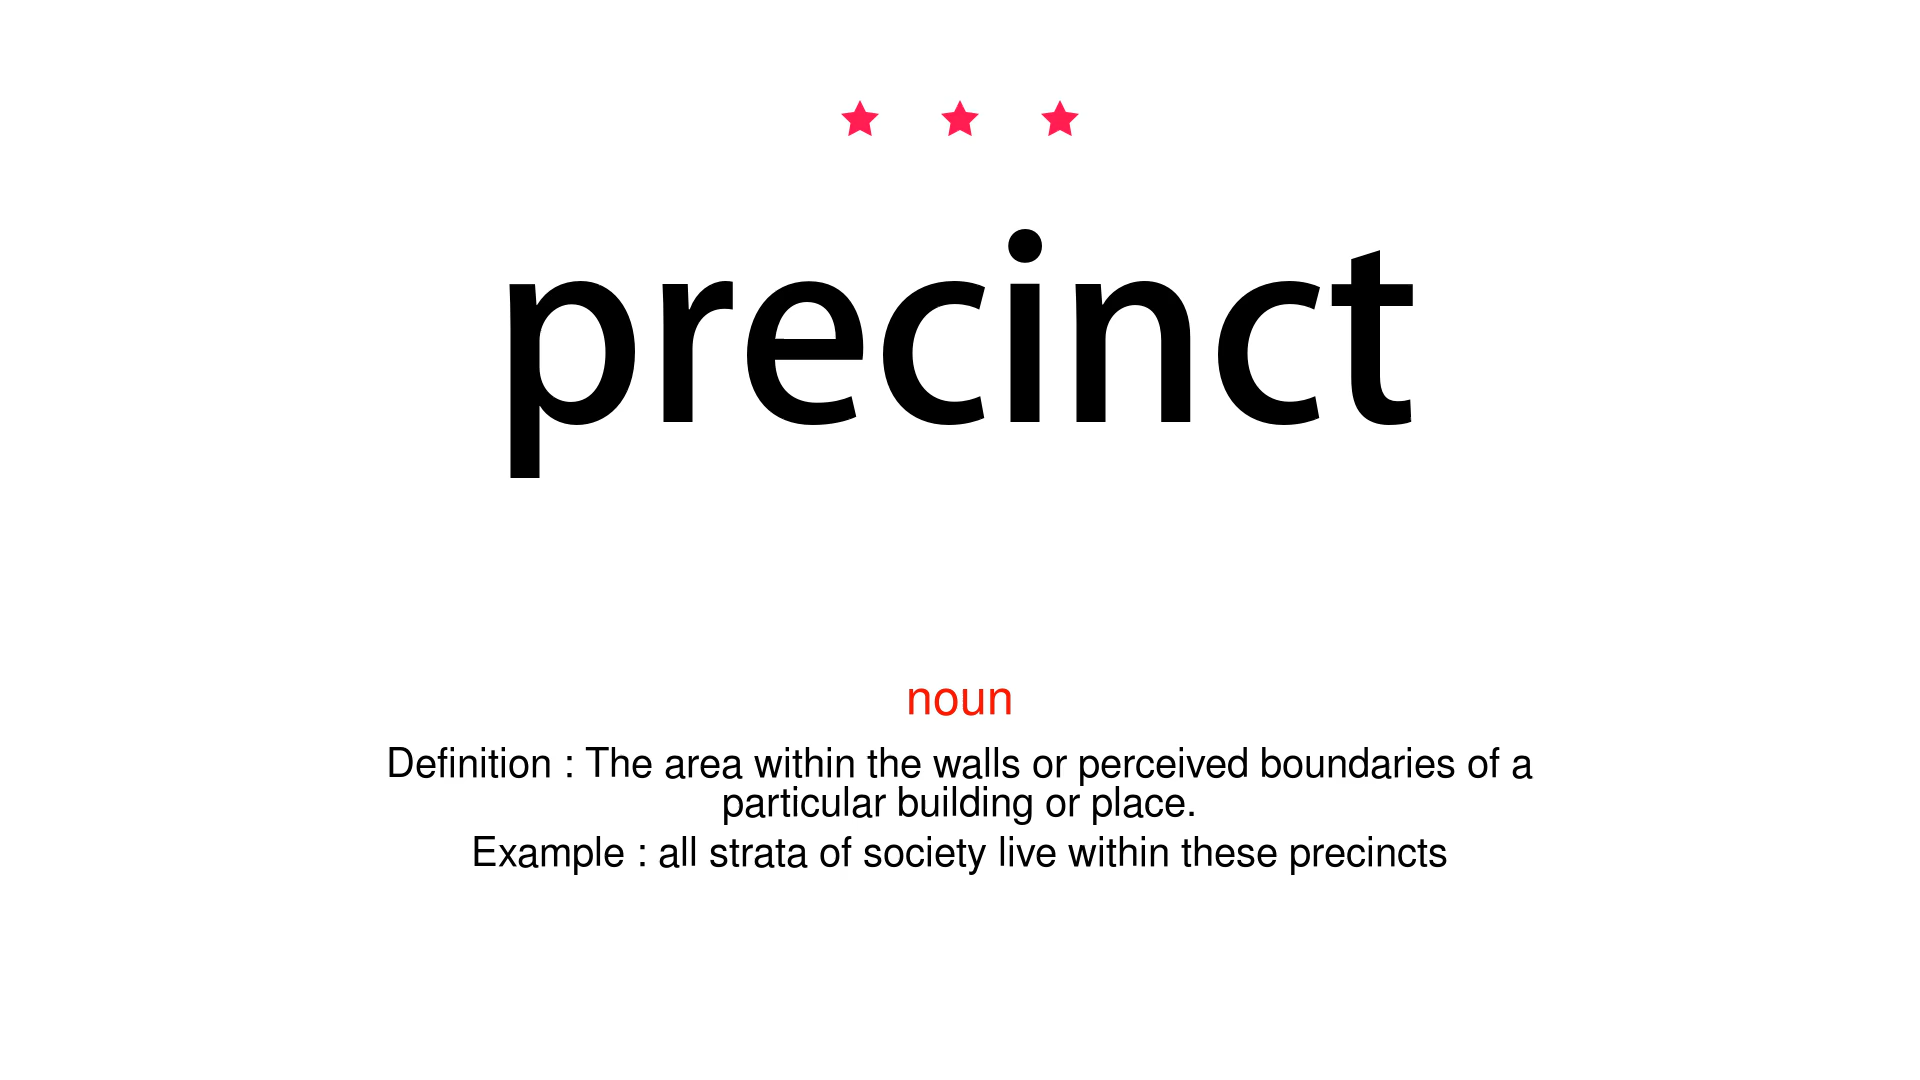 precinct
noun
Definition : The area within the walls or perceived boundaries of a
particular building or place.
Example : all strata of society live within these precincts